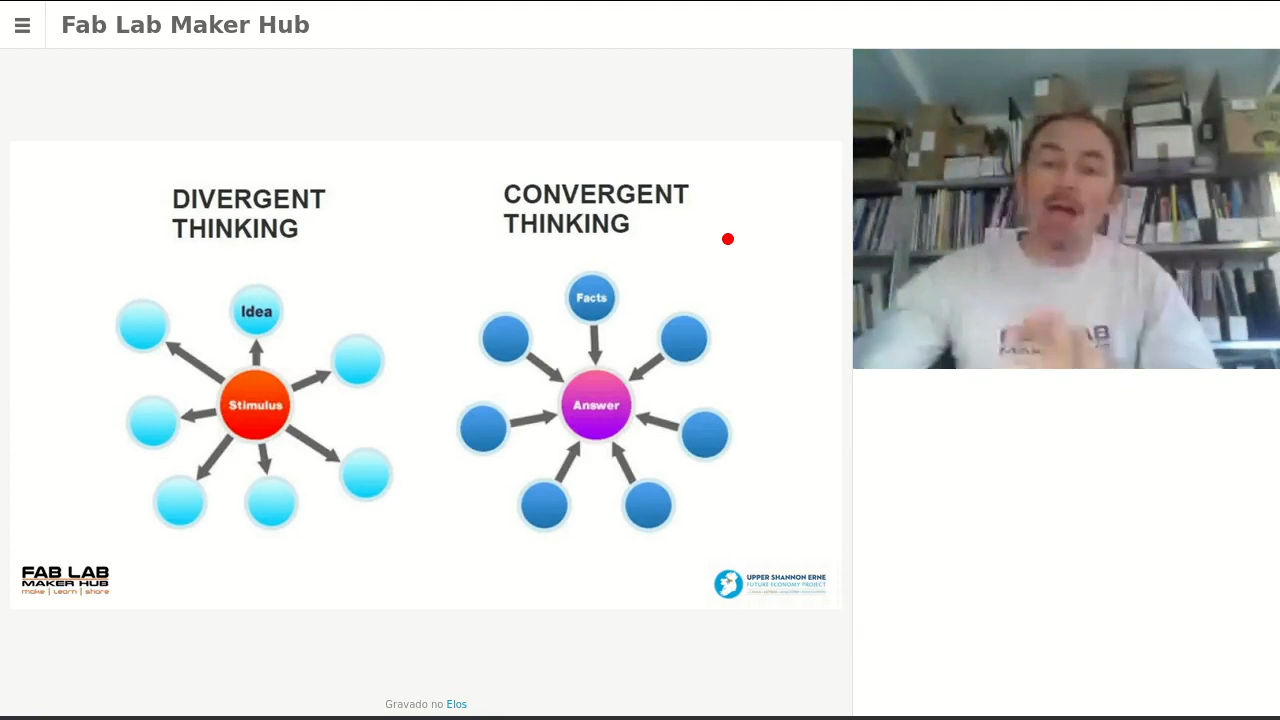 Fab Lab Maker Hub
DIVERGENT
THINKING
CONVERGENT
THINKING
Idea
Stimulus
Facts
Answer
FAB LAB
MAKER HUB
make | Learn | share
UPPER SHANNON ERNE
FUTURE ECONOMY PROJECT
Gravado no Elos